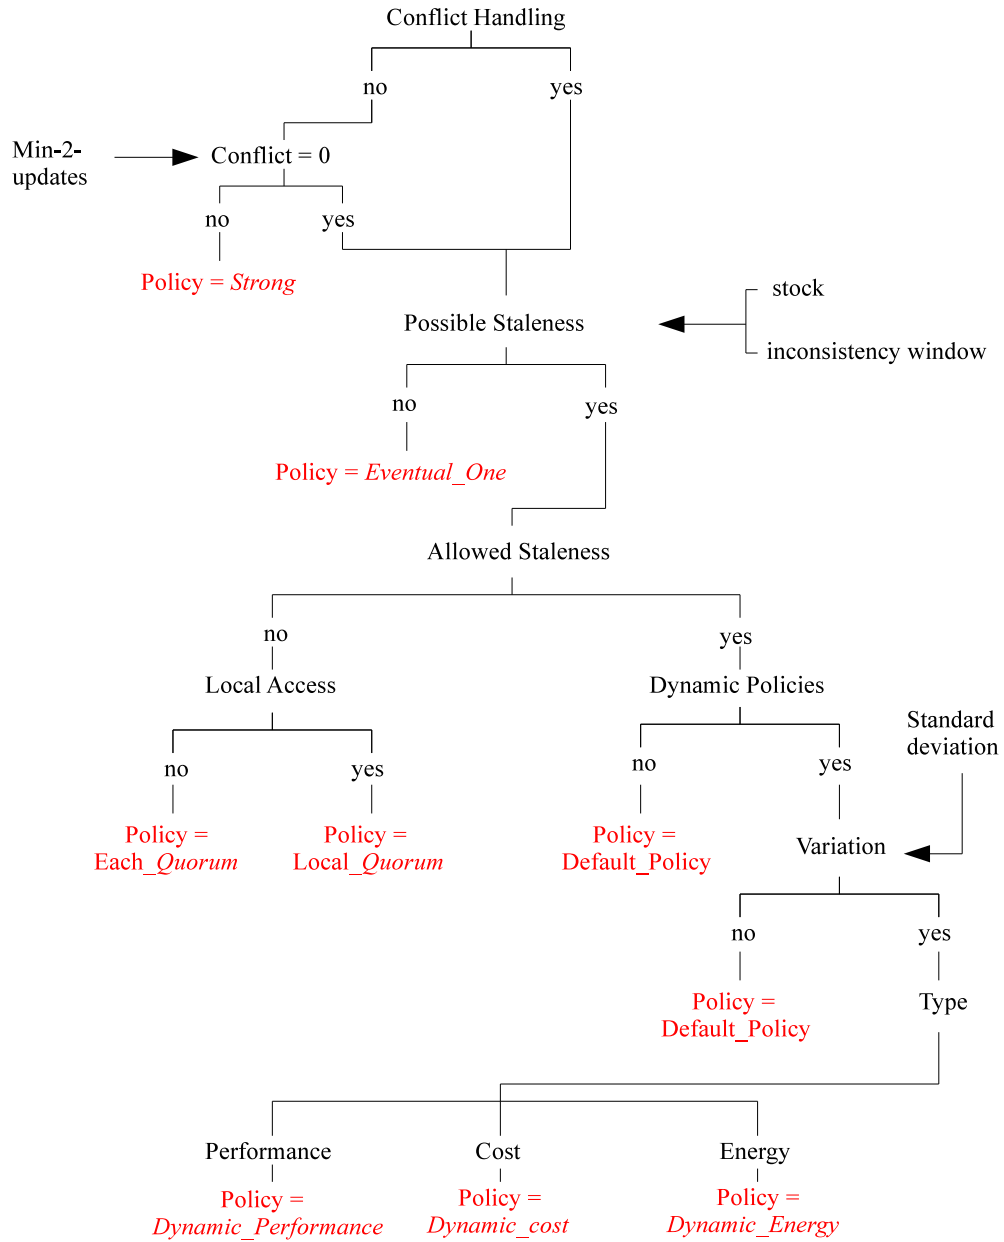 Conflict Handling
no
yes
Min-2-
updates
Conflict = 0
no
yes
Policy = Strong
stock
Possible Staleness
inconsistency window
no
yes
Policy = Eventual_One
Allowed Staleness
no
yes
Local Access
Dynamic Policies
Standard
deviation
no
yes
no
yes
Policy =
Each_Quorum
Policy =
Local_Quorum
Policy =
Default_Policy
Variation
no
yes
Policy =
Default_Policy
Type
Performance
Cost
Energy
Policy =
Dynamic_Performance
Policy =
Dynamic_cost
Policy =
Dynamic_Energy